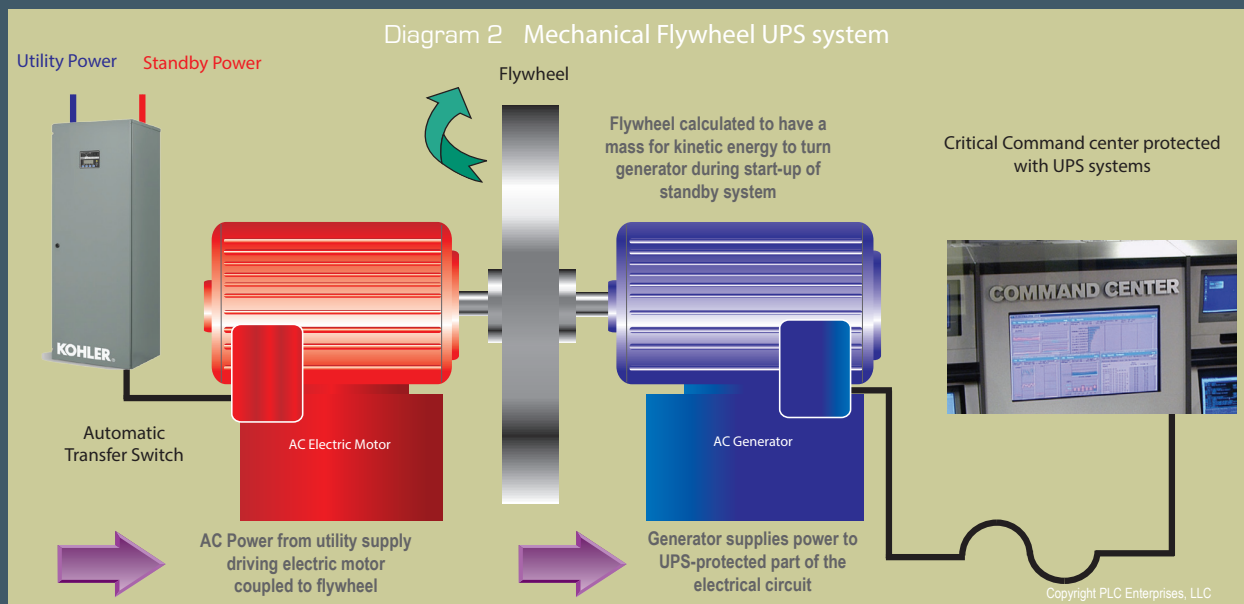 Diagram 2 Mechanical Flywheel UPS system
Utility Power
Standby Power
Flywheel
Flywheel calculated to have a
mass for kinetic energy to turn
generator during start-up of
standby system
Critical Command center protected
with UPS systems
COMMAND CENTER
KOHLER®
Automatic
Transfer Switch
AC Electric Motor
AC Generator
AC Power from utility supply
driving electric motor
coupled to flywheel
Generator supplies power to
UPS-protected part of the
electrical circuit
Copyright PLC Enterprises, LLC